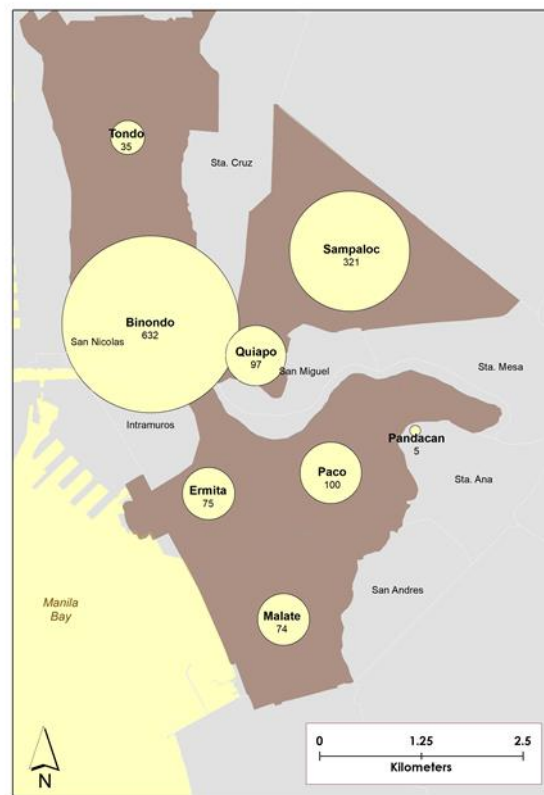 Tondo
35
Sta. Cruz
Sampaloc
321
Binondo
632
San Nicolas
Quiapo
97
San Miguel
Sta. Mesa
Intramuros
Pandacan
5
Paco
100
Sta. Ana
Ermita
75
San Andres
Manila
Bay
Malate
74
0 1.25 2.5
Kilometers
N